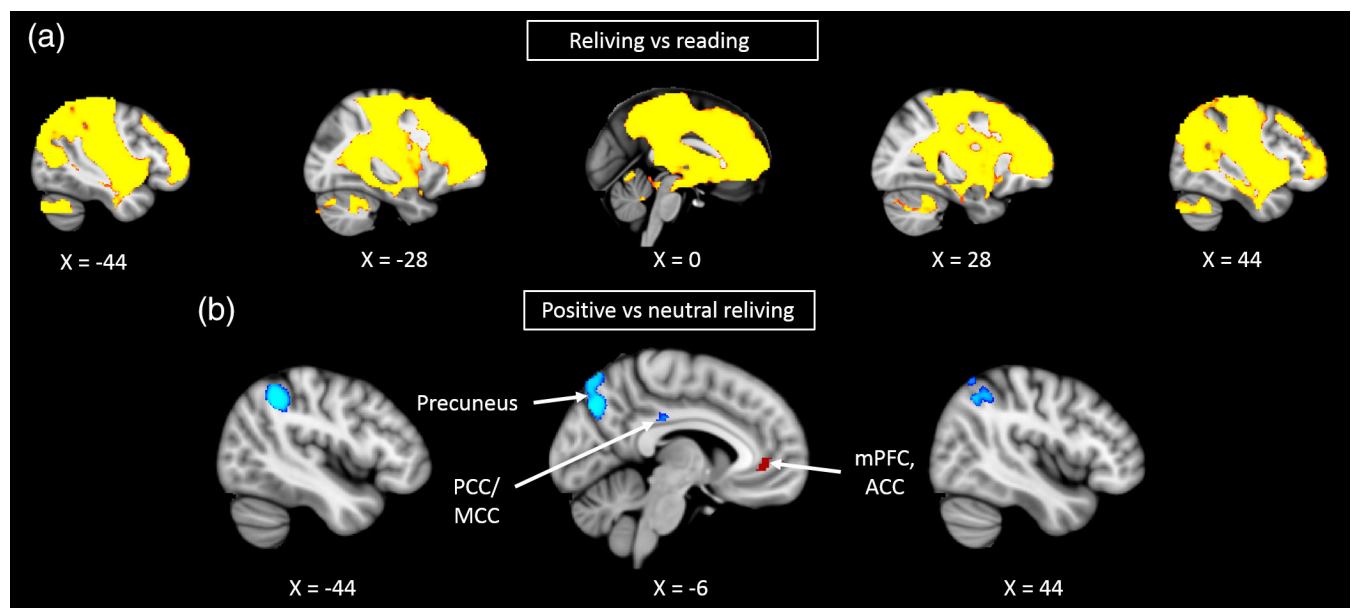 (a)
Reliving vs reading
X = -44
X = -28
X = 0
X = 28
X = 44
(b)
Positive vs neutral reliving
Precuneus
PCC/
MCC
mPFC,
ACC
X = -44
X = -6
X = 44